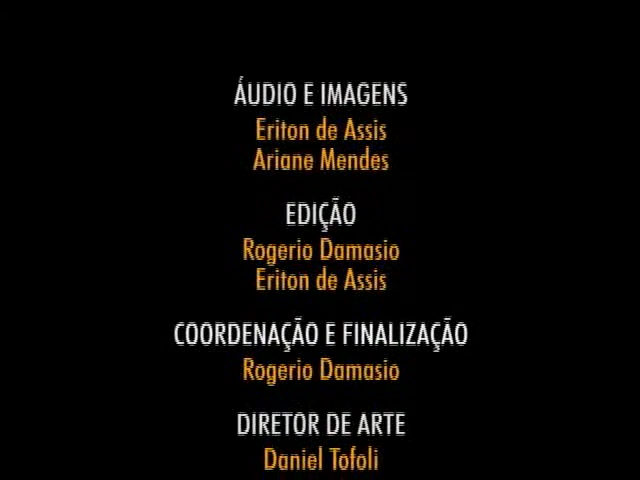 ÁUDIO E IMAGENS
Eriton de Assis
Ariane Mendes
EDIÇÃO
Rogerio Damasio
Eriton de Assis
COORDENAÇÃO E FINALIZAÇÃO
Rogerio Damasio
DIRETOR DE ARTE
Daniel Tofoli